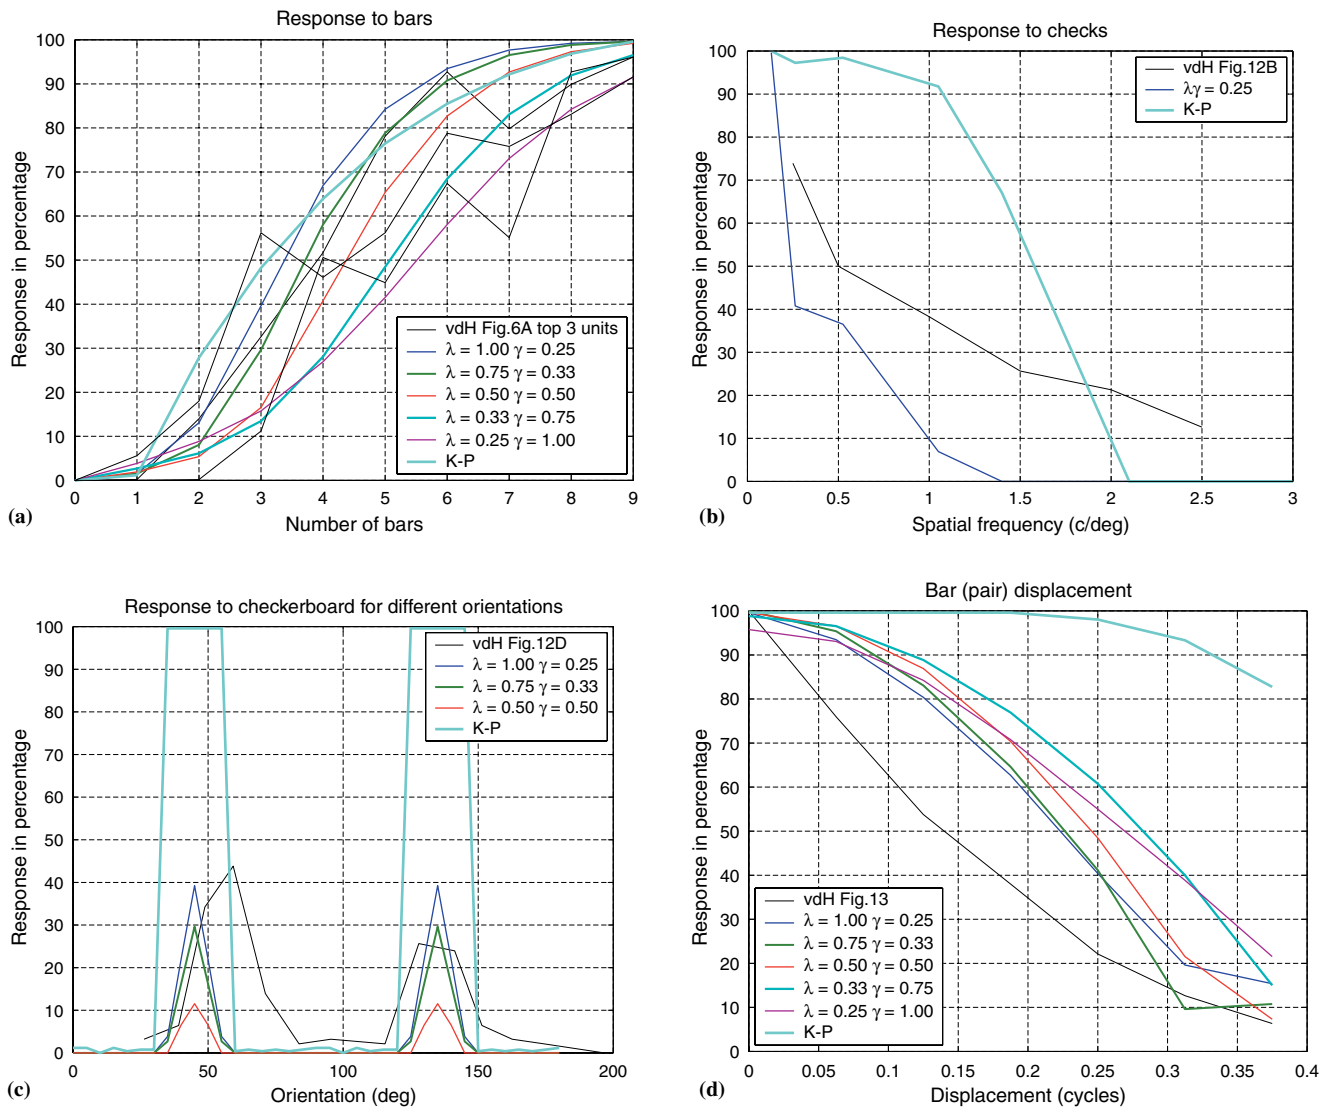 Response to bars
100
90
80
70
60
50
40
30
20
10
0
Response in percentage
vdH Fig.6A top 3 units
λ = 1.00 γ = 0.25
λ = 0.75 γ = 0.33
λ = 0.50 γ = 0.50
λ = 0.33 γ = 0.75
λ = 0.25 γ = 1.00
K-P
0 1 2 3 4 5 6 7 8 9
Number of bars
(a)
Response to checks
100
90
80
70
60
50
40
30
20
10
0
Response in percentage
vdH Fig.12B
λγ = 0.25
K-P
0 0.5 1 1.5 2 2.5 3
Spatial frequency (c/deg)
(b)
Response to checkerboard for different orientations
100
90
80
70
60
50
40
30
20
10
0
Response in percentage
vdH Fig.12D
λ = 1.00 γ = 0.25
λ = 0.75 γ = 0.33
λ = 0.50 γ = 0.50
K-P
0 50 100 150 200
Orientation (deg)
(c)
Bar (pair) displacement
100
90
80
70
60
50
40
30
20
10
0
Response in percentage
vdH Fig.13
λ = 1.00 γ = 0.25
λ = 0.75 γ = 0.33
λ = 0.50 γ = 0.50
λ = 0.33 γ = 0.75
λ = 0.25 γ = 1.00
K-P
0 0.05 0.1 0.15 0.2 0.25 0.3 0.35 0.4
Displacement (cycles)
(d)